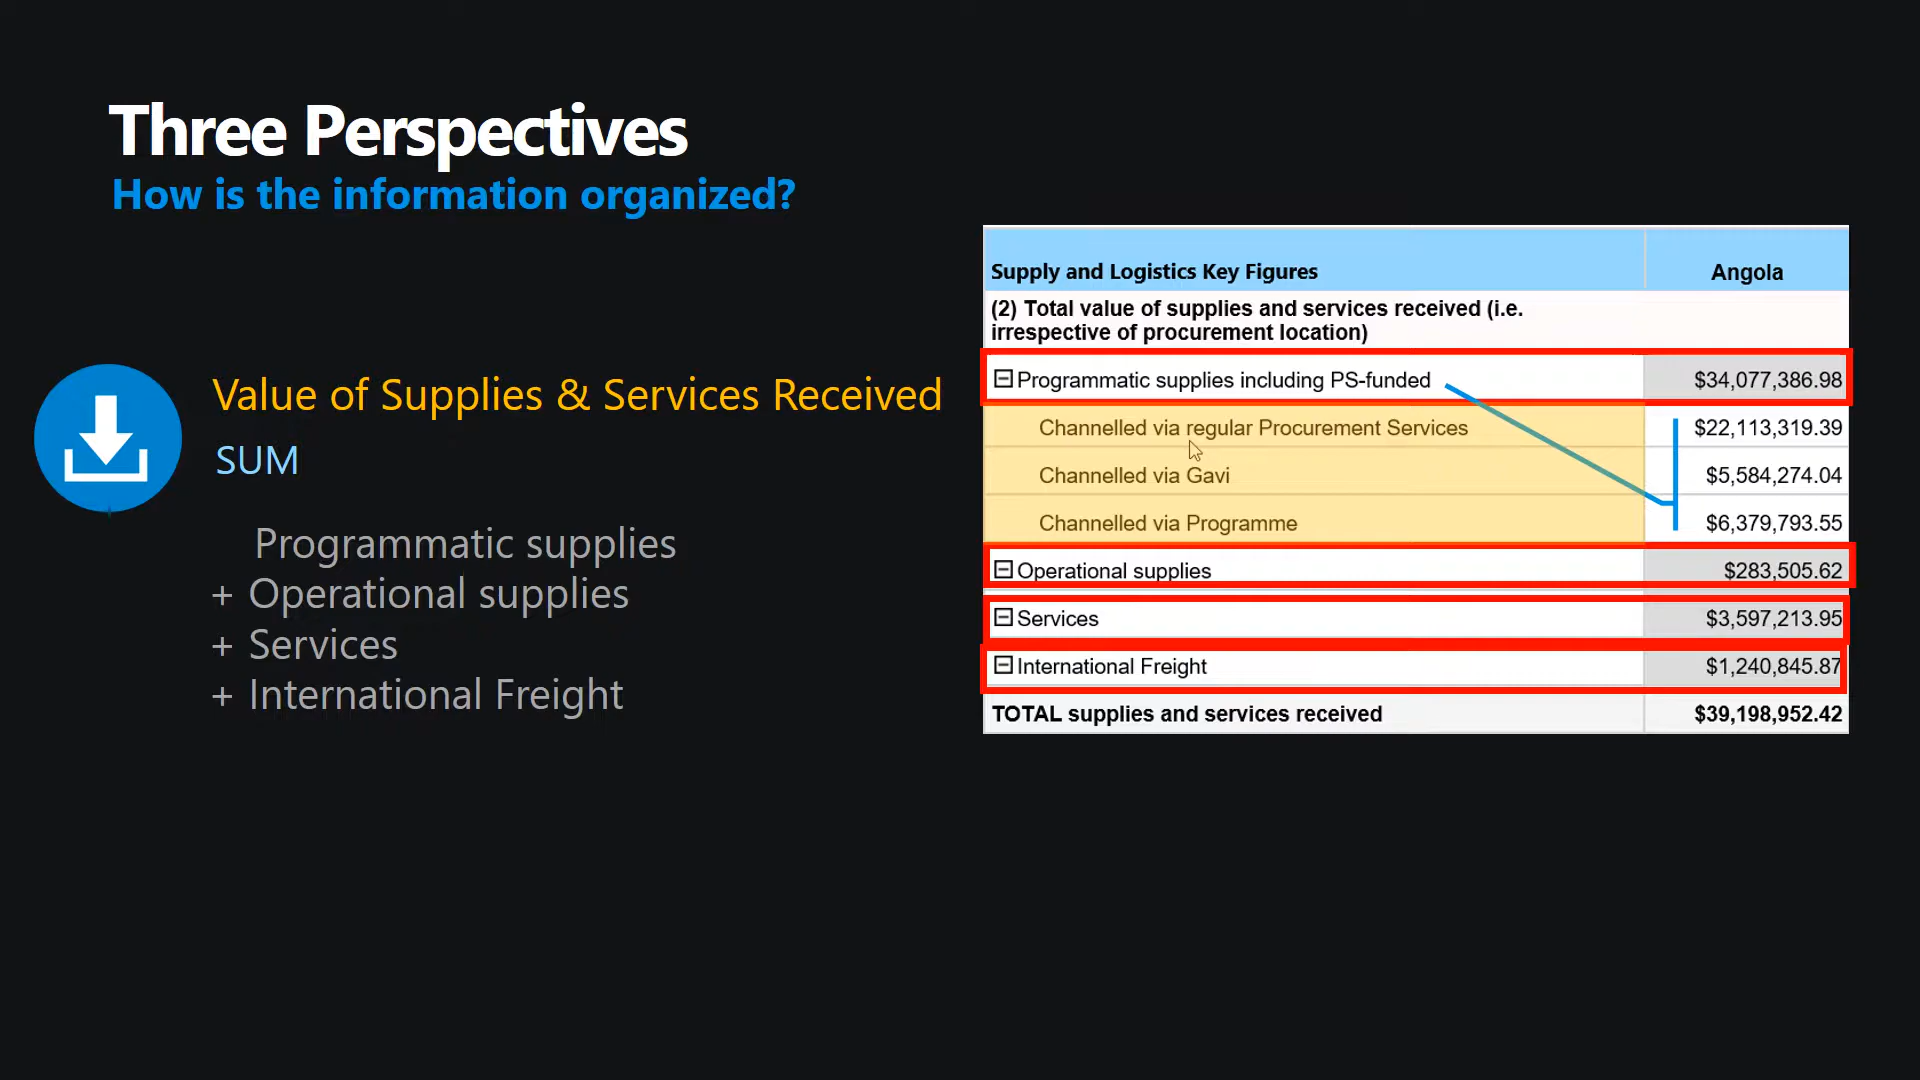 Three Perspectives
How is the information organized?
Value of Supplies & Services Received
SUM
Programmatic supplies
+ Operational supplies
+ Services
+ International Freight
Supply and Logistics Key Figures Angola
(2) Total value of supplies and services received (i.e.
irrespective of procurement location)
Programmatic supplies including PS-funded $34,077,386.98
Channelled via regular Procurement Services $22,113,319.39
Channelled via Gavi $5,584,274.04
Channelled via Programme $6,379,793.55
Operational supplies $283,505.62
Services $3,597,213.95
International Freight $1,240,845.87
TOTAL supplies and services received $39,198,952.42